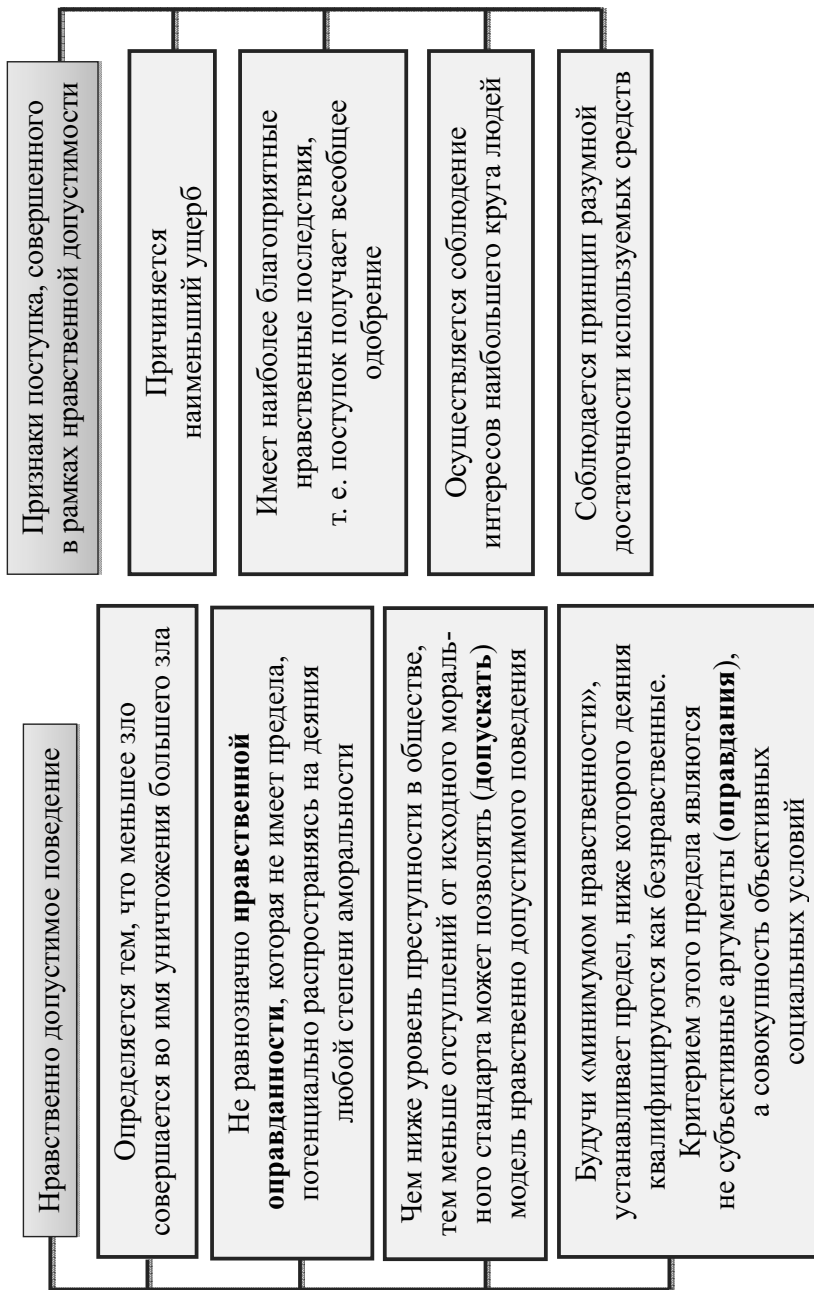 Нравственно допустимое поведение
Определяется тем, что меньшее зло
совершается во имя уничтожения большего зла
Не равнозначно нравственной
оправданности, которая не имеет предела,
потенциально распространяясь на деяния
любой степени аморальности
Чем ниже уровень преступности в обществе,
тем меньше отступлений от исходного мораль-
ного стандарта может позволять (допускать)
модель нравственно допустимого поведения
Будучи «минимумом нравственности»,
устанавливает предел, ниже которого деяния
квалифицируются как безнравственные.
Критерием этого предела являются
не субъективные аргументы (оправдания),
а совокупность объективных
социальных условий
Признаки поступка, совершенного
в рамках нравственной допустимости
Причиняется
наименьший ущерб
Имеет наиболее благоприятные
нравственные последствия,
т. е. поступок получает всеобщее
одобрение
Осуществляется соблюдение
интересов наибольшего круга людей
Соблюдается принцип разумной
достаточности используемых средств